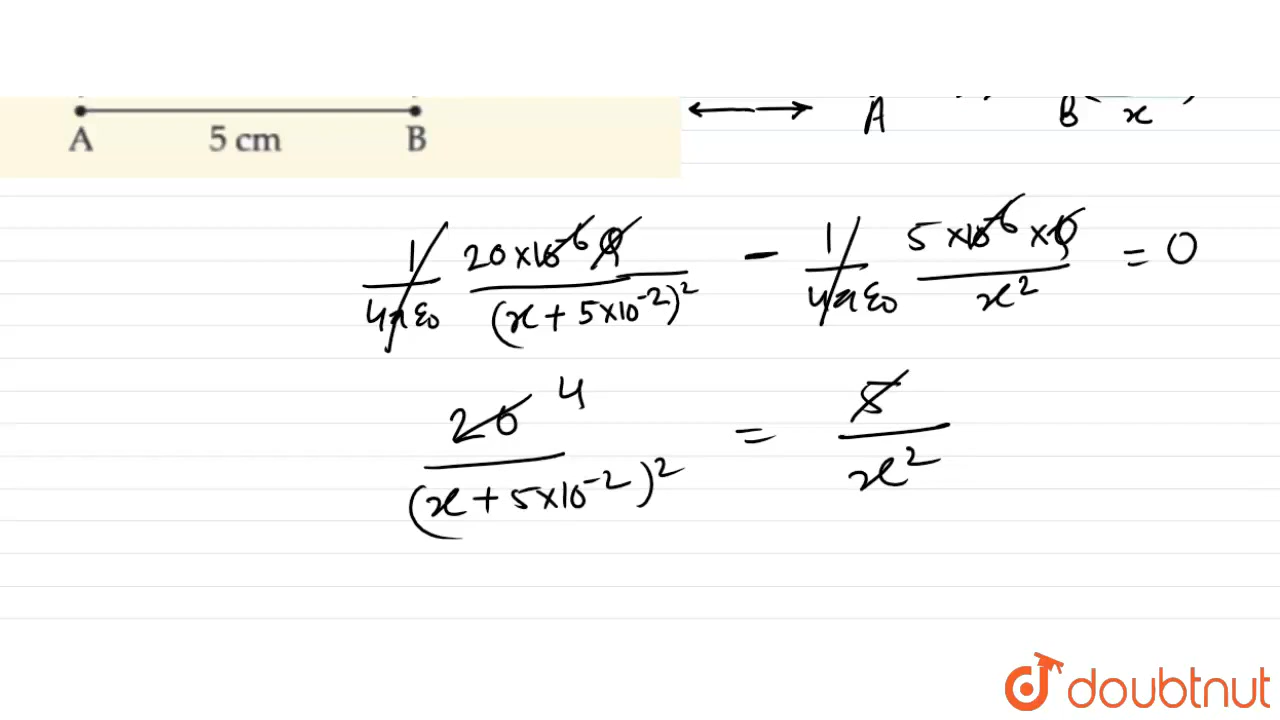 A 5 cm B
A B x
1/4πε0 20×10-6 Q/(x + 5×10-2)2 - 1/4πε0 5×10-6×Q/x2 = 0
20 4/(x + 5×10-2)2 = 5/x2
doubtnut